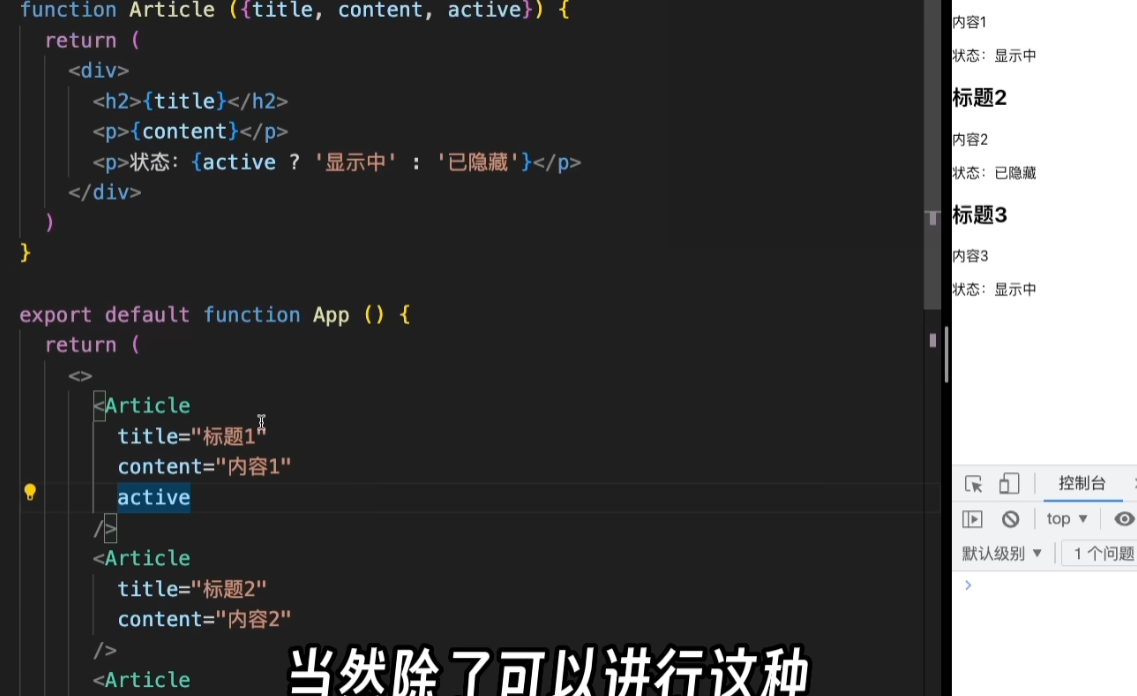 function Article ({title, content, active}) {
return (
<div>
<h2>{title}</h2>
<p>{content}</p>
<p>状态：{active ? '显示中' : '已隐藏'}</p>
</div>
)
}
export default function App () {
return (
<>
<Article
title="标题1"
content="内容1"
active
/>
<Article
title="标题2"
content="内容2"
/>
<Article
当然除了可以进行这种
内容1
状态：显示中
标题2
内容2
状态：已隐藏
标题3
内容3
状态：显示中
控制台
top ▼
默认级别 ▼ 1 个问题